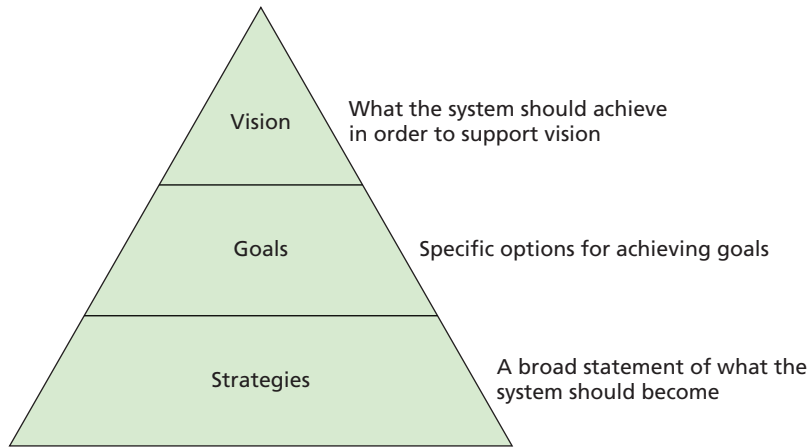 Vision
What the system should achieve
in order to support vision
Goals
Specific options for achieving goals
Strategies
A broad statement of what the
system should become